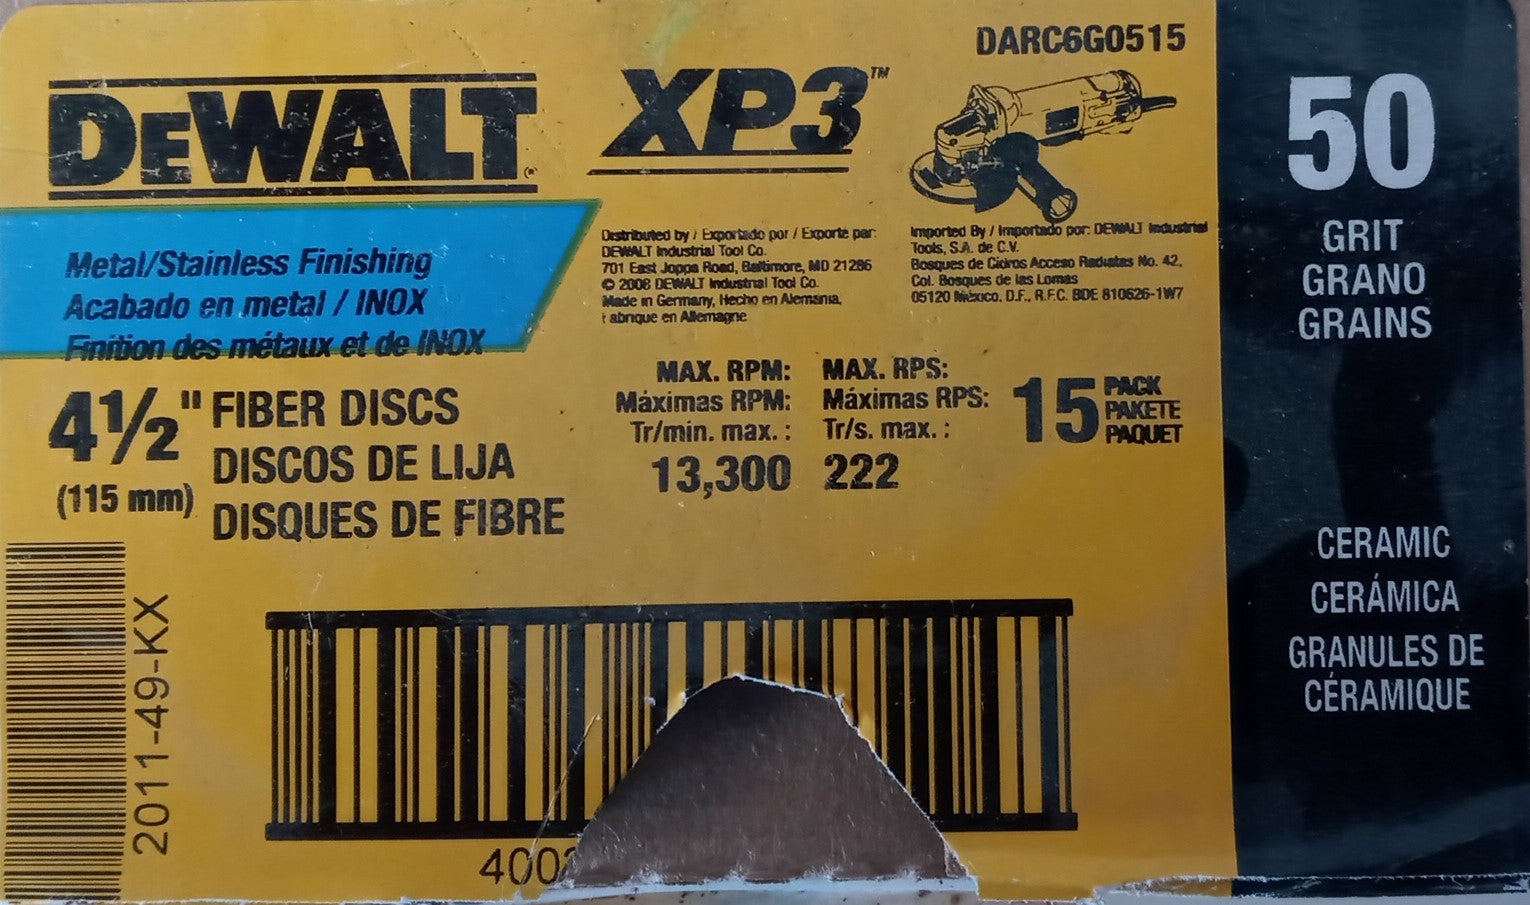 DARC6G0515
DEWALT
XP3™
50
GRIT
GRANO
GRAINS
Metal/Stainless Finishing
Acabado en metal / INOX
Finition des métaux et de INOX
Distributed by / Exportado por / Exporte par:
DEWALT Industrial Tool Co.
701 East Joppa Road, Baltimore, MD 21286
© 2008 DEWALT Industrial Tool Co.
Made in Germany, Hecho en Alemania,
Fabrique en Allemagne
Imported By / Importado por: DEWALT Industrial
Tools, S.A. de C.V.
Bosques de Acceso No. 42,
Col. Bosques de las Lomas
05120 México. D.F., R.F.C. BDE 810626-1W7
4½"
(115 mm)
FIBER DISCS
DISCOS DE LIJA
DISQUES DE FIBRE
MAX. RPM:
Máximas RPM:
Tr/min. max. :
13,300
MAX. RPS:
Máximas RPS:
Tr/s. max. :
222
15 PACK
PAKETE
PAQUET
CERAMIC
CERÁMICA
GRANULES DE
CÉRAMIQUE
2011-49-KX
400